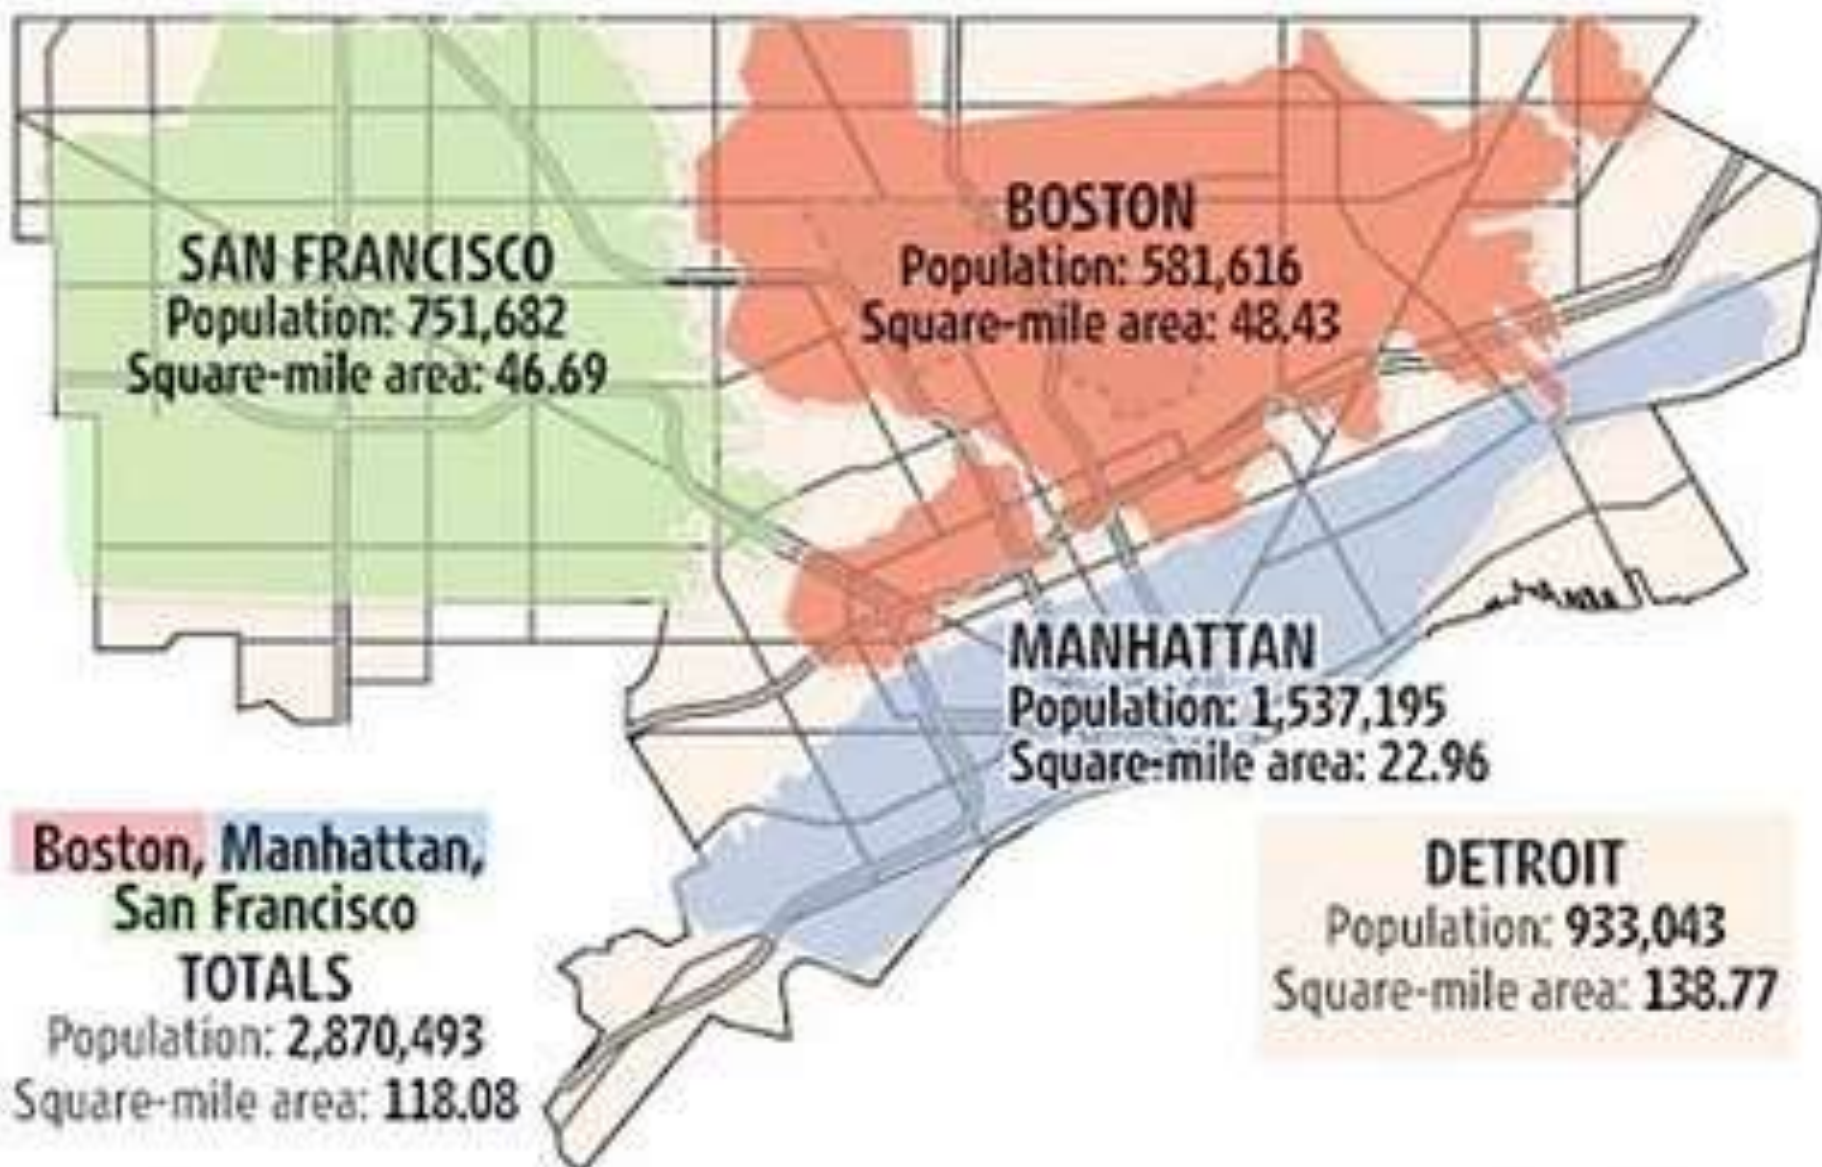 SAN FRANCISCO
Population: 751,682
Square-mile area: 46.69
BOSTON
Population: 581,616
Square-mile area: 48.43
MANHATTAN
Population: 1,537,195
Square-mile area: 22.96
Boston, Manhattan,
San Francisco
TOTALS
Population: 2,870,493
Square-mile area: 118.08
DETROIT
Population: 933,043
Square-mile area: 138.77